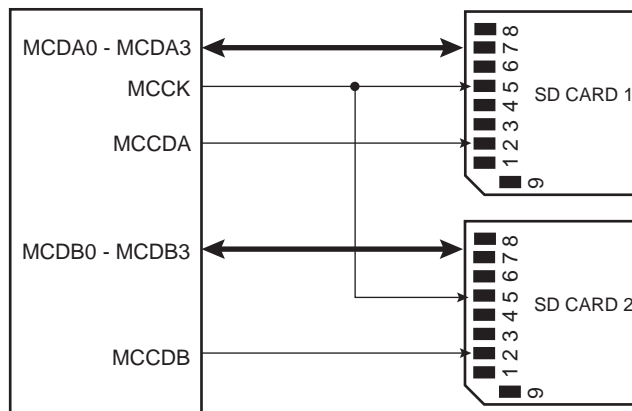 MCDA0 - MCDA3
MCCK
MCCDA
MCDB0 - MCDB3
MCCDB
8
7
6
5
4
3
2
1
9
SD CARD 1
8
7
6
5
4
3
2
1
9
SD CARD 2